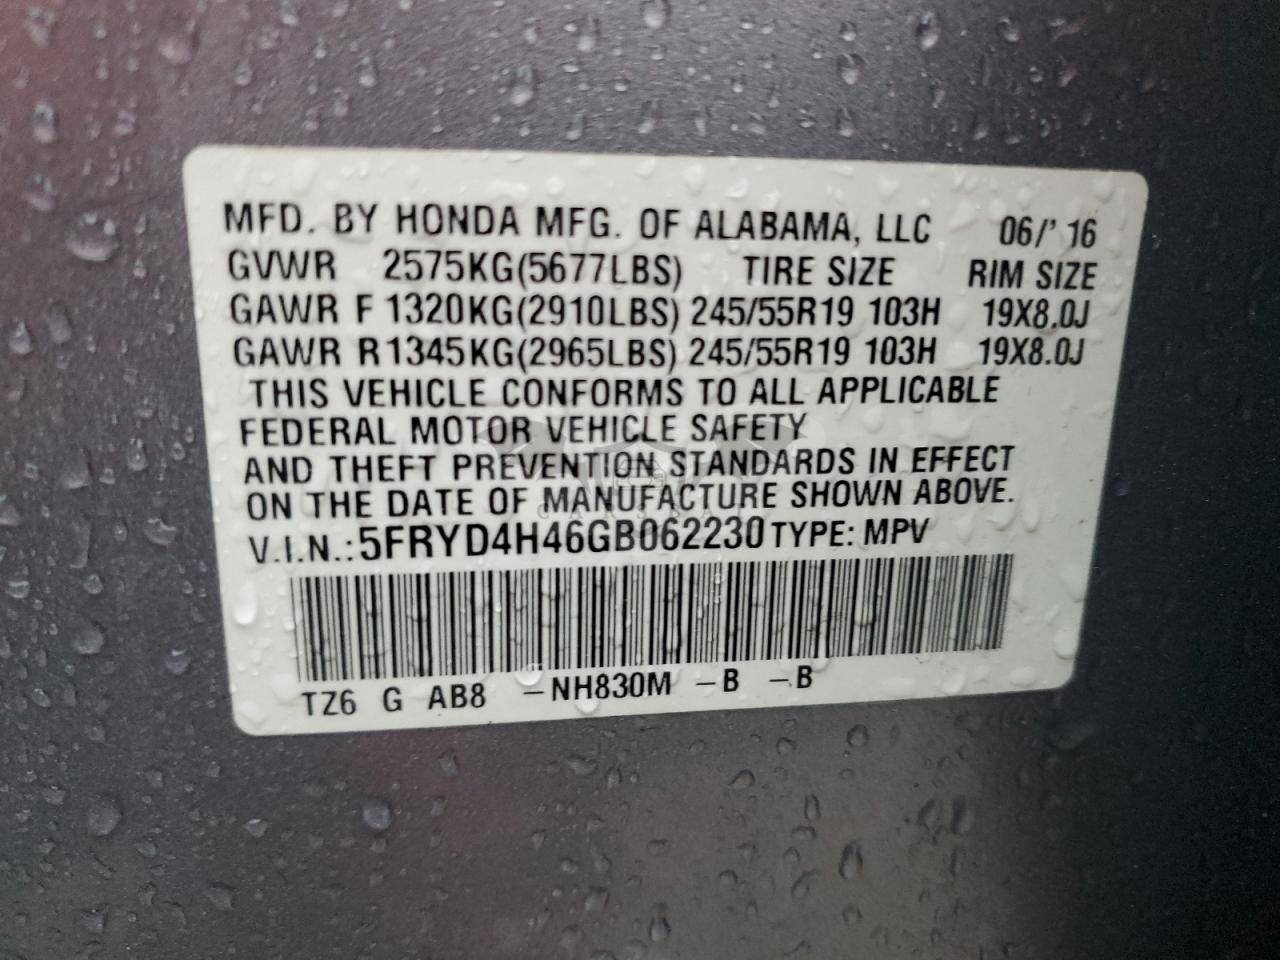 MFD. BY HONDA MFG. OF ALABAMA, LLC 06/' 16
GVWR 2575KG(5677LBS) TIRE SIZE RIM SIZE
GAWR F 1320KG(2910LBS) 245/55R19 103H 19X8.0J
GAWR R 1345KG(2965LBS) 245/55R19 103H 19X8.0J
THIS VEHICLE CONFORMS TO ALL APPLICABLE
FEDERAL MOTOR VEHICLE SAFETY
AND THEFT PREVENTION STANDARDS IN EFFECT
ON THE DATE OF MANUFACTURE SHOWN ABOVE.
V.I.N.: 5FRYD4H46GB062230 TYPE: MPV
TZ6 G AB8 -NH830M -B -B